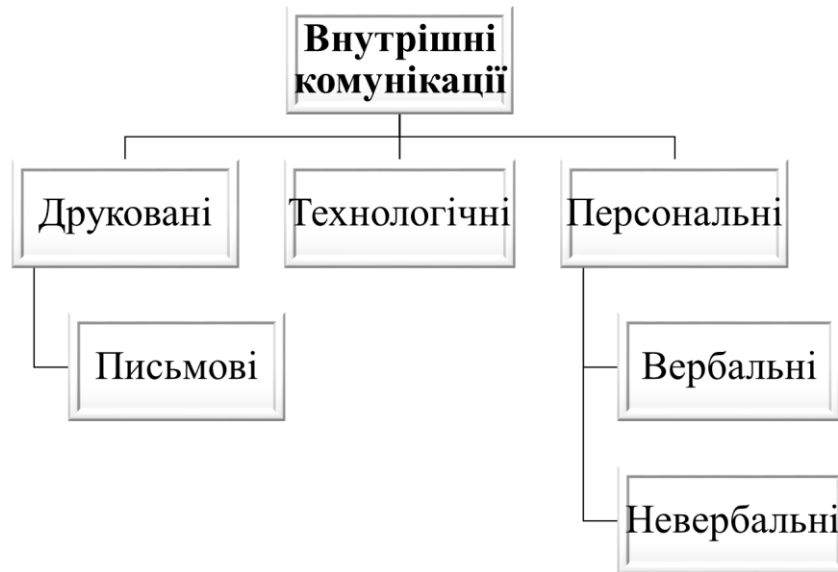 Внутрішні
комунікації
Друковані
Технологічні
Персональні
Письмові
Вербальні
Невербальні